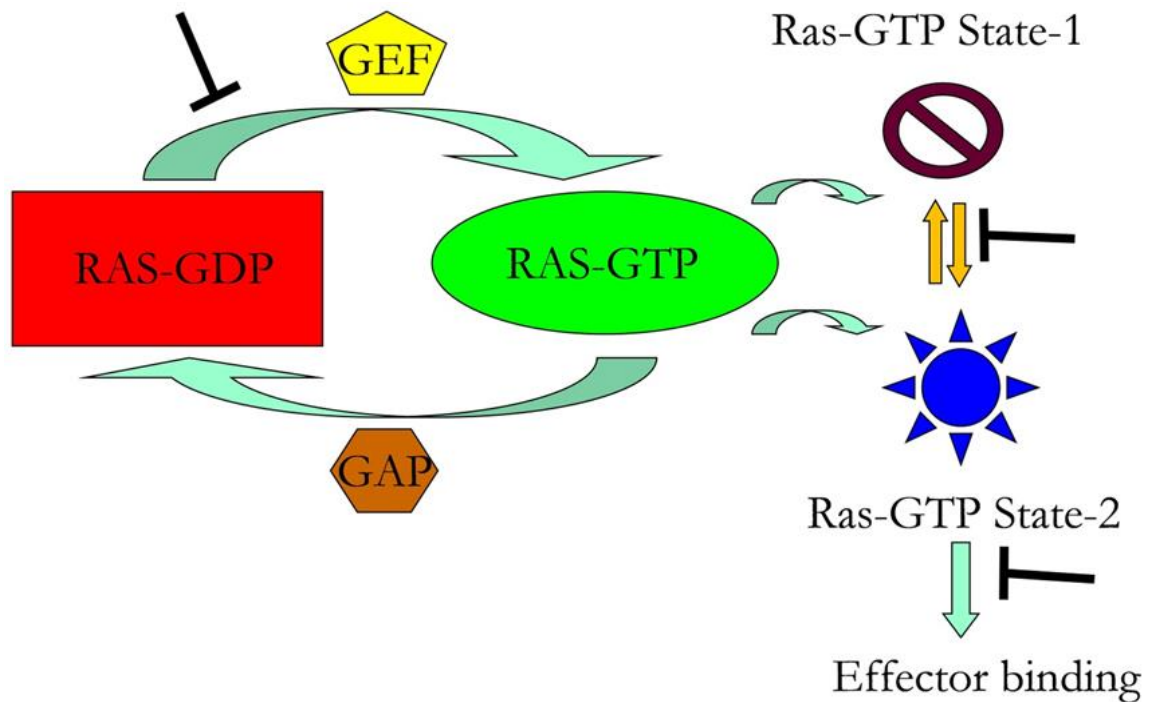 GEF
Ras-GTP State-1
RAS-GDP
RAS-GTP
GAP
Ras-GTP State-2
Effector binding